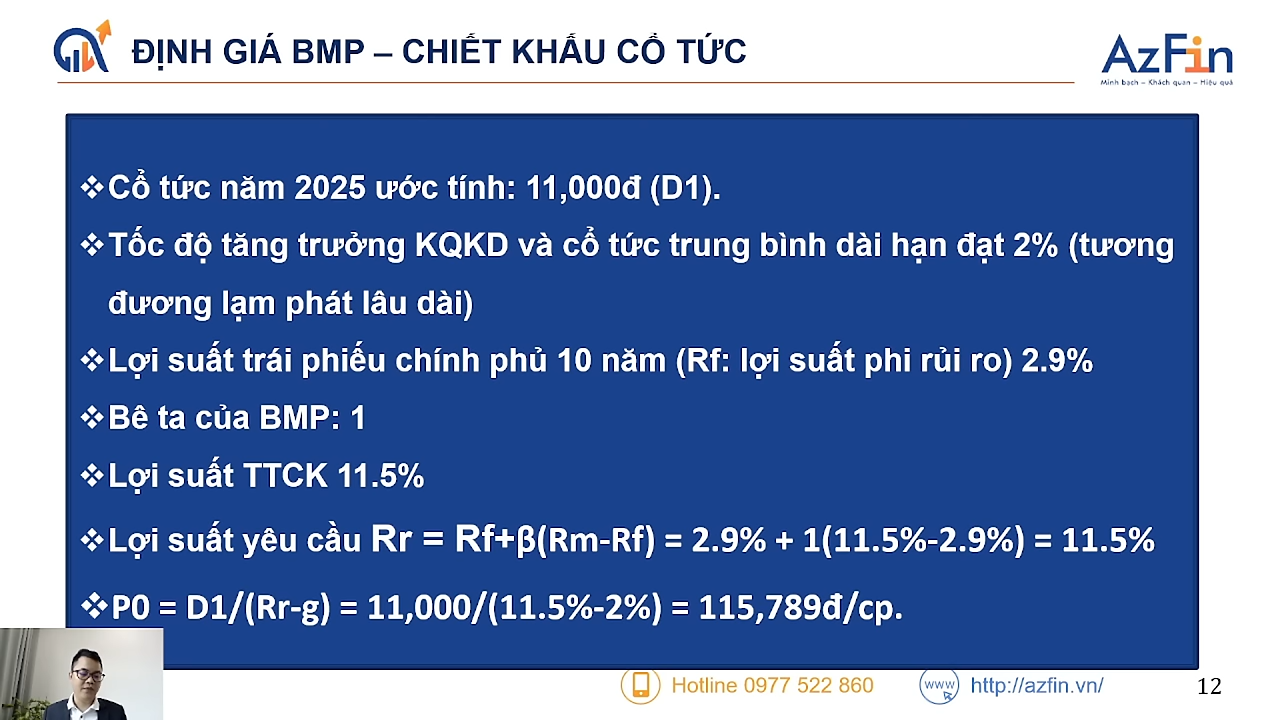 ĐỊNH GIÁ BMP – CHIẾT KHẤU CỔ TỨC
AzFin
Minh bạch – Khách quan – Hiệu quả
❖Cổ tức năm 2025 ước tính: 11,000đ (D1).
❖Tốc độ tăng trưởng KQKD và cổ tức trung bình dài hạn đạt 2% (tương
đương lạm phát lâu dài)
❖Lợi suất trái phiếu chính phủ 10 năm (Rf: lợi suất phi rủi ro) 2.9%
❖Bê ta của BMP: 1
❖Lợi suất TTCK 11.5%
❖Lợi suất yêu cầu Rr = Rf+β(Rm-Rf) = 2.9% + 1(11.5%-2.9%) = 11.5%
❖P0 = D1/(Rr-g) = 11,000/(11.5%-2%) = 115,789đ/cp.
Hotline 0977 522 860
www
http://azfin.vn/
12